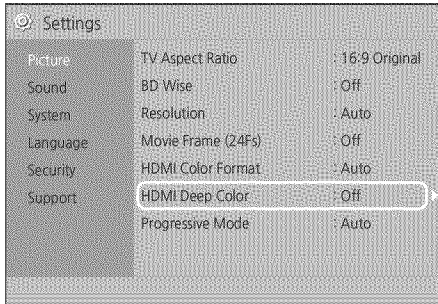 Settings
Picture
Sound
System
Language
Security
Support
TV Aspect Ratio : 16:9 Original
BD Wise : Off
Resolution : Auto
Movie Frame (24Fs) : Off
HDMI Color Format : Auto
HDMI Deep Color : Off
Progressive Mode : Auto